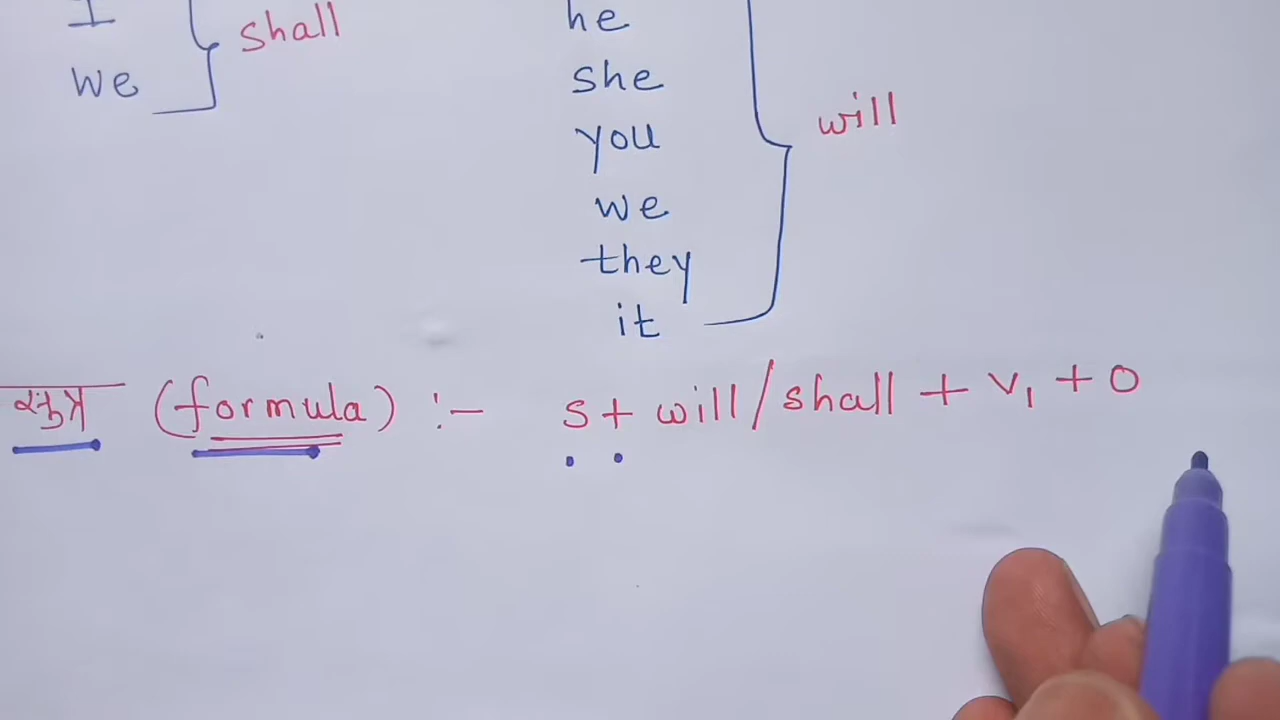 I
we
shall
he
she
you
we
they
it
will
सूत्र (formula) :- S + will/shall + V₁ + O